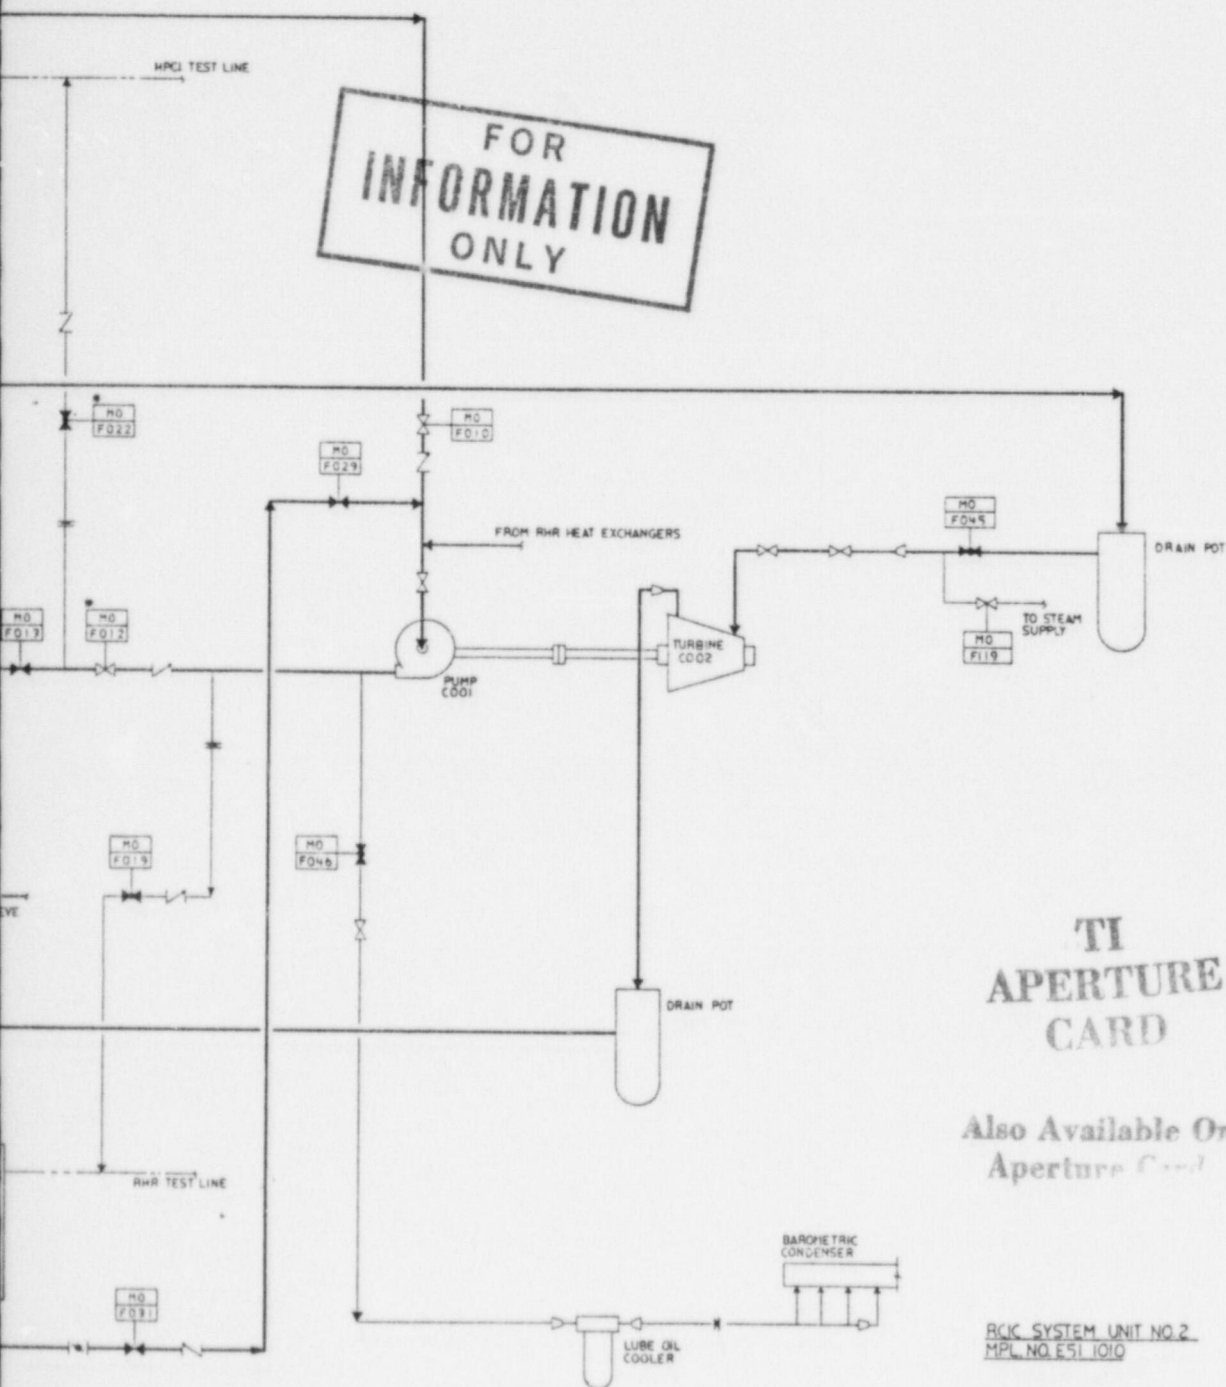 HPCI TEST LINE
FOR
INFORMATION
ONLY
MO
F022
MO
F010
MO
F029
FROM RHR HEAT EXCHANGERS
MO
F045
DRAIN POT
MO
F013
MO
F012
TO STEAM
SUPPLY
MO
F119
TURBINE
C002
PUMP
C001
MO
F019
MO
F046
EVE
TI
APERTURE
CARD
DRAIN POT
Also Available On
Aperture Card
RHR TEST LINE
BAROMETRIC
CONDENSER
MO
F031
LUBE OIL
COOLER
RCIC SYSTEM UNIT NO.2
MPL. NO. E51 1010